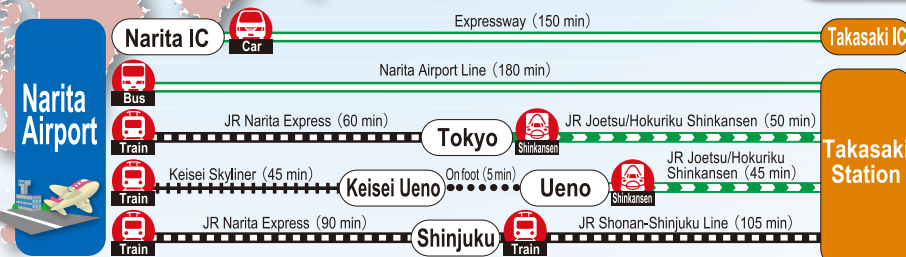 Narita
Airport
Narita IC
Car
Expressway (150 min)
Takasaki IC
Bus
Narita Airport Line (180 min)
Train
JR Narita Express (60 min)
Tokyo
Shinkansen
JR Joetsu/Hokuriku Shinkansen (50 min)
Takasaki
Station
Train
Keisei Skyliner (45 min)
Keisei Ueno
On foot (5 min)
Ueno
Shinkansen
JR Joetsu/Hokuriku
Shinkansen (45 min)
Train
JR Narita Express (90 min)
Shinjuku
Train
JR Shonan-Shinjuku Line (105 min)